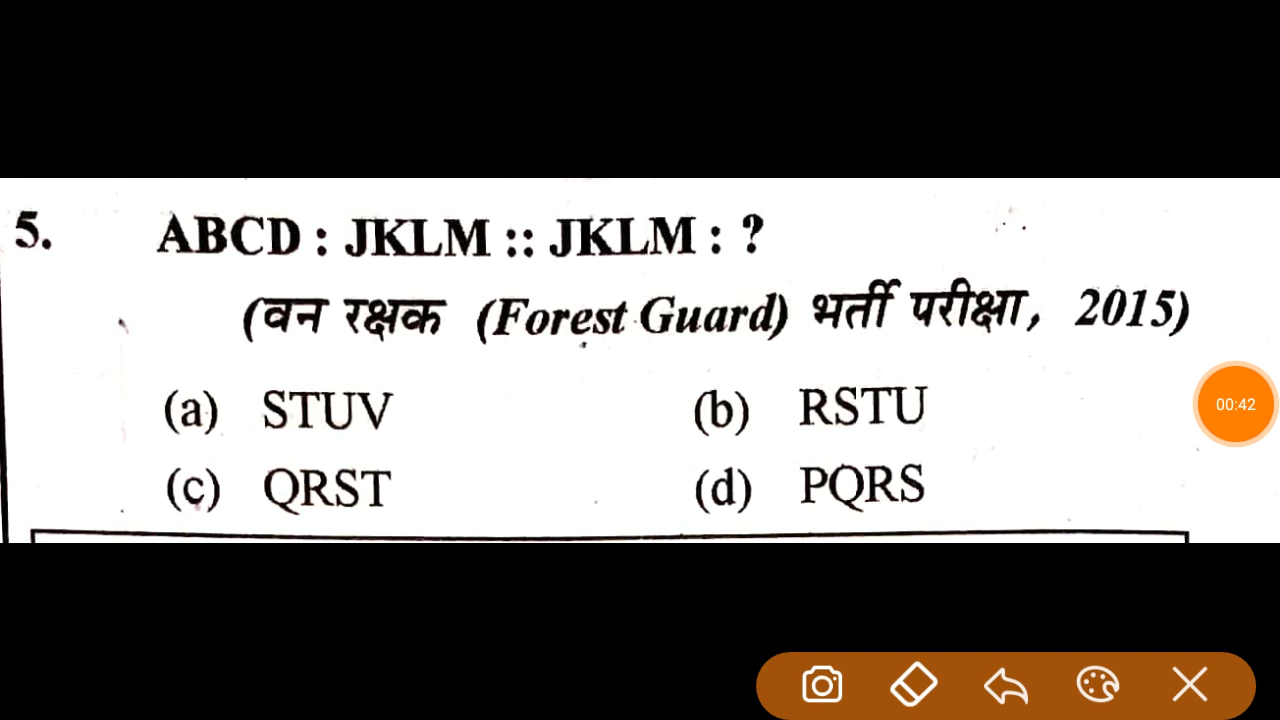 5. ABCD : JKLM :: JKLM : ?
(वन रक्षक (Forest Guard) भर्ती परीक्षा, 2015)
(a) STUV (b) RSTU
(c) QRST (d) PQRS
00:42